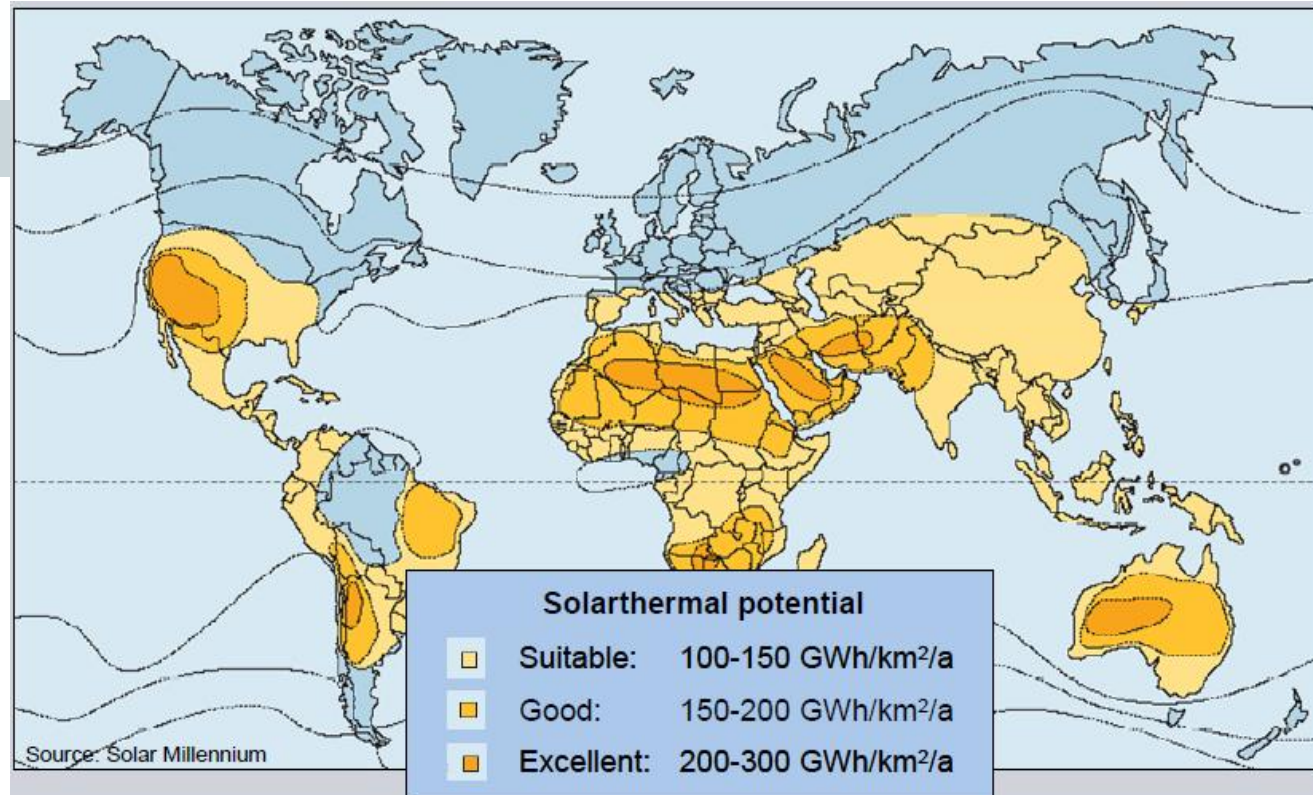 Source: Solar Millennium
Solarthermal potential
Suitable: 100-150 GWh/km²/a
Good: 150-200 GWh/km²/a
Excellent: 200-300 GWh/km²/a